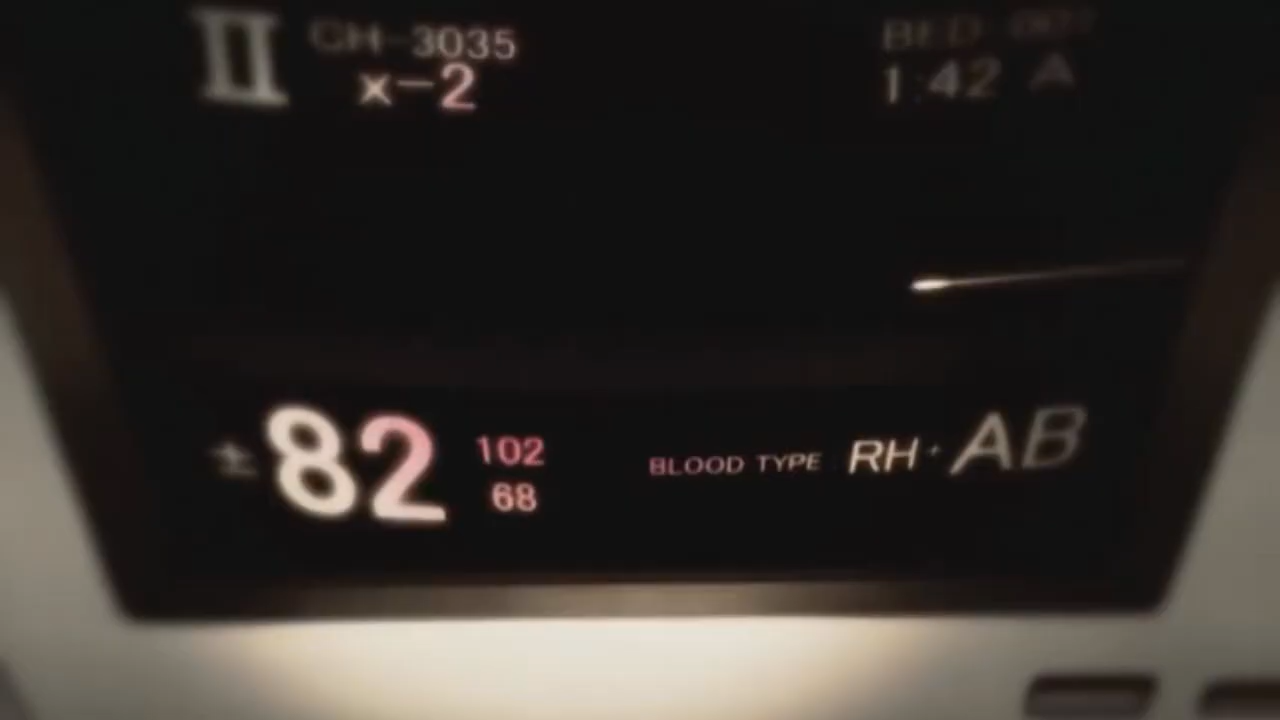 II CH-3035
x-2
BED
1:42 A
±82 102
68
BLOOD TYPE RH+ AB